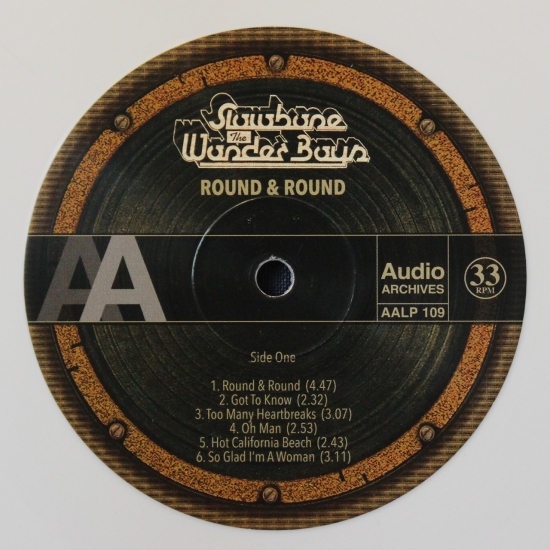 Slowbone
The
Wonder Boys
ROUND & ROUND
AA
Audio
ARCHIVES
AALP 109
33
RPM
Side One
1. Round & Round (4.47)
2. Got To Know (2.32)
3. Too Many Heartbreaks (3.07)
4. Oh Man (2.53)
5. Hot California Beach (2.43)
6. So Glad I'm A Woman (3.11)